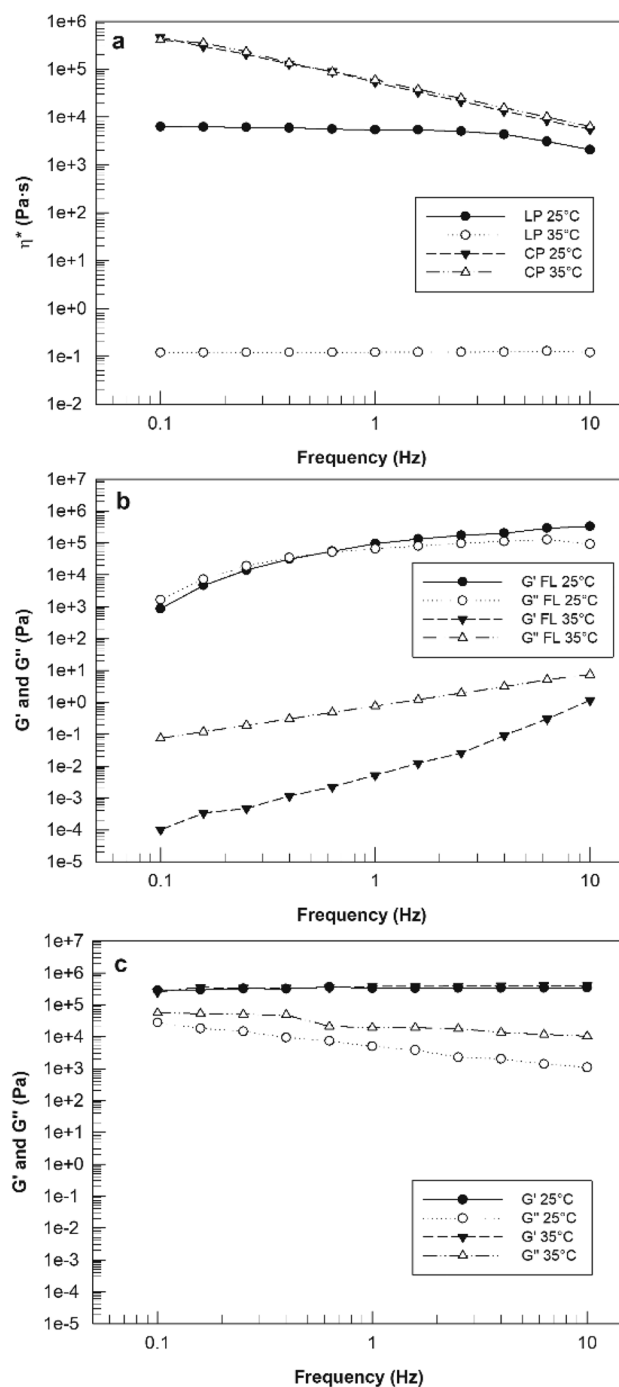 a
1e+6
1e+5
1e+4
1e+3
1e+2
1e+1
1e+0
1e-1
1e-2
η* (Pa·s)
LP 25°C
LP 35°C
CP 25°C
CP 35°C
0.1 1 10
Frequency (Hz)
b
1e+7
1e+6
1e+5
1e+4
1e+3
1e+2
1e+1
1e+0
1e-1
1e-2
1e-3
1e-4
1e-5
G' and G'' (Pa)
G' FL 25°C
G'' FL 25°C
G' FL 35°C
G'' FL 35°C
0.1 1 10
Frequency (Hz)
c
1e+7
1e+6
1e+5
1e+4
1e+3
1e+2
1e+1
1e+0
1e-1
1e-2
1e-3
1e-4
1e-5
G' and G'' (Pa)
G' 25°C
G'' 25°C
G' 35°C
G'' 35°C
0.1 1 10
Frequency (Hz)